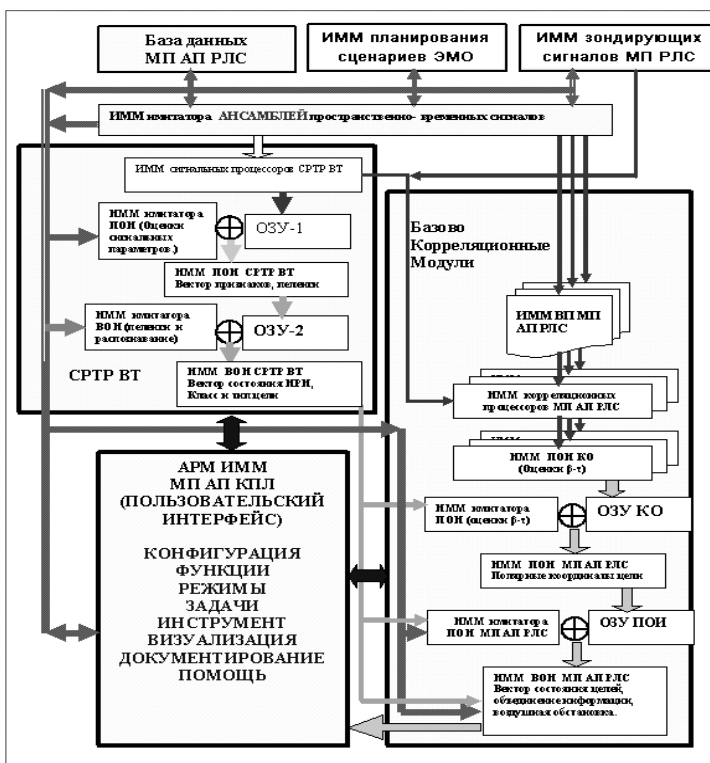 База данных
МП АП РЛС
ИММ планирования
сценариев ЭМО
ИММ зондирующих
сигналов МП РЛС
ИММ имитатора АНСАМБЛЕЙ пространственно- временных сигналов
ИММ сигнальных процессоров СРТР ВТ
ИММ имитатора
ПОИ (Оценки
сигнальных
параметров.)
ОЗУ-1
ИММ ПОИ СРТР ВТ
Вектор признаков, пеленги
ИММ имитатора
ВОИ (пеленги и
распознавание)
ОЗУ-2
СРТР ВТ
ИММ ВОИ СРТР ВТ
Вектор состояния ИРИ,
Класс и тип цели
Базово
Корреляционные
Модули
ИММ ВП МП
АП РЛС
ИММ
ИММ корреляционных
процессоров МП АП РЛС
ИММ
ИММ ПОИ КО
(Оценки β-τ)
ИММ имитатора
ПОИ (оценки β-τ)
ОЗУ КО
ИММ ПОИ МП АП РЛС
Полярные координаты цели
ИММ имитатора
ПОИ МП АП РЛС
ОЗУ ПОИ
ИММ ВОИ МП АП РЛС
Вектор состояния целей,
объединение информации,
воздушная обстановка.
АРМ ИММ
МП АП КПЛ
(ПОЛЬЗОВАТЕЛЬСКИЙ
ИНТЕРФЕЙС)
КОНФИГУРАЦИЯ
ФУНКЦИИ
РЕЖИМЫ
ЗАДАЧИ
ИНСТРУМЕНТ
ВИЗУАЛИЗАЦИЯ
ДОКУМЕНТИРОВАНИЕ
ПОМОЩЬ